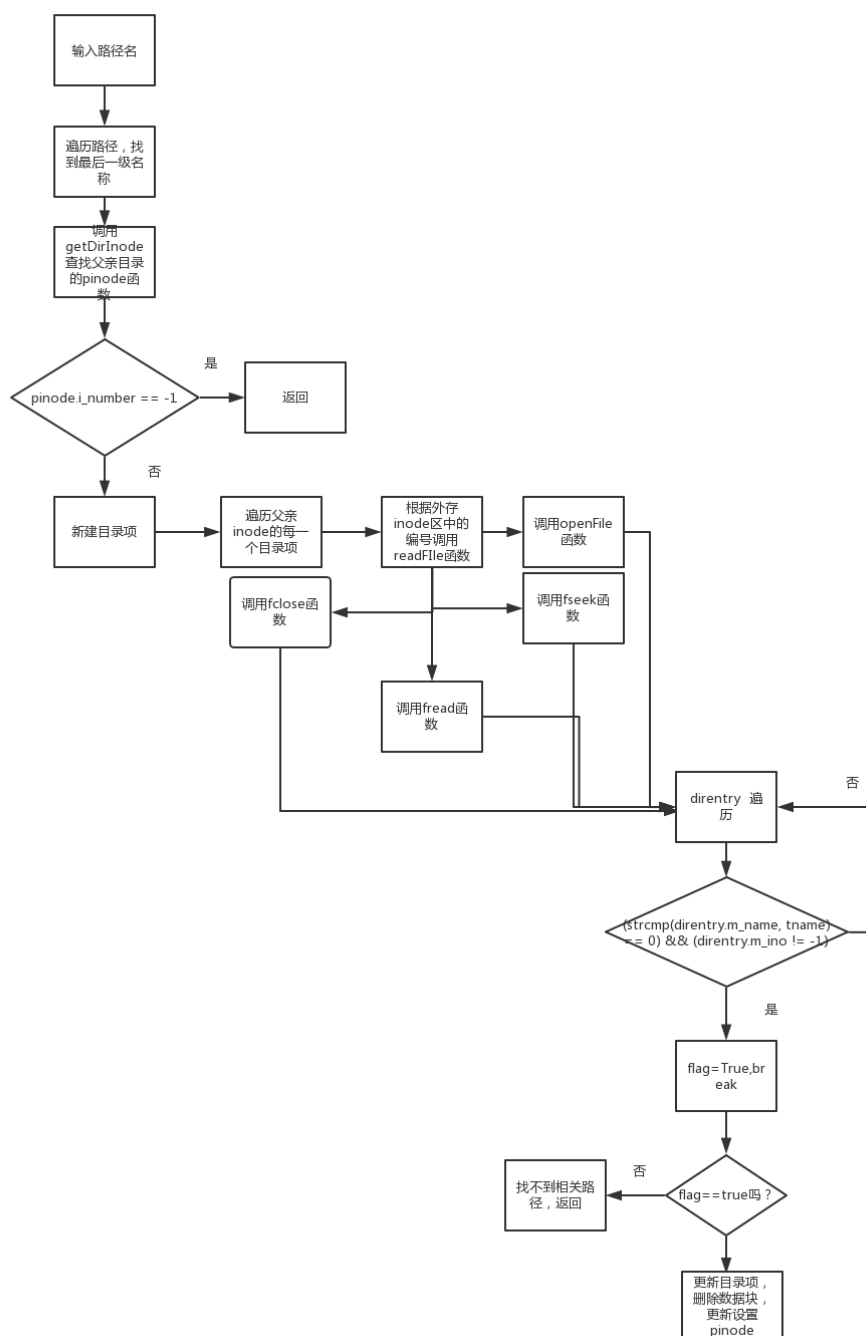 输入路径名
遍历路径，找
到最后一级名
称
调用
getDirInode
查找父亲目录
的pinode函
数
是
pinode.i_number == -1
返回
否
新建目录项
遍历父亲
inode的每一
个目录项
根据外存
inode区中的
编号调用
readFIle函数
调用openFile
函数
调用fclose函
数
调用fseek函
数
调用fread函
数
direntry 遍
历
否
(strcmp(direntry.m_name, tname)
== 0) && (direntry.m_ino != -1)
是
flag=True,br
eak
否
找不到相关路
径，返回
flag==true吗？
更新目录项，
删除数据块，
更新设置
pinode